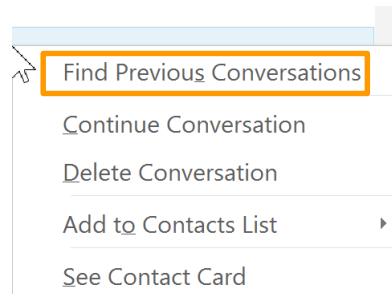 Find Previous Conversations
Continue Conversation
Delete Conversation
Add to Contacts List
See Contact Card